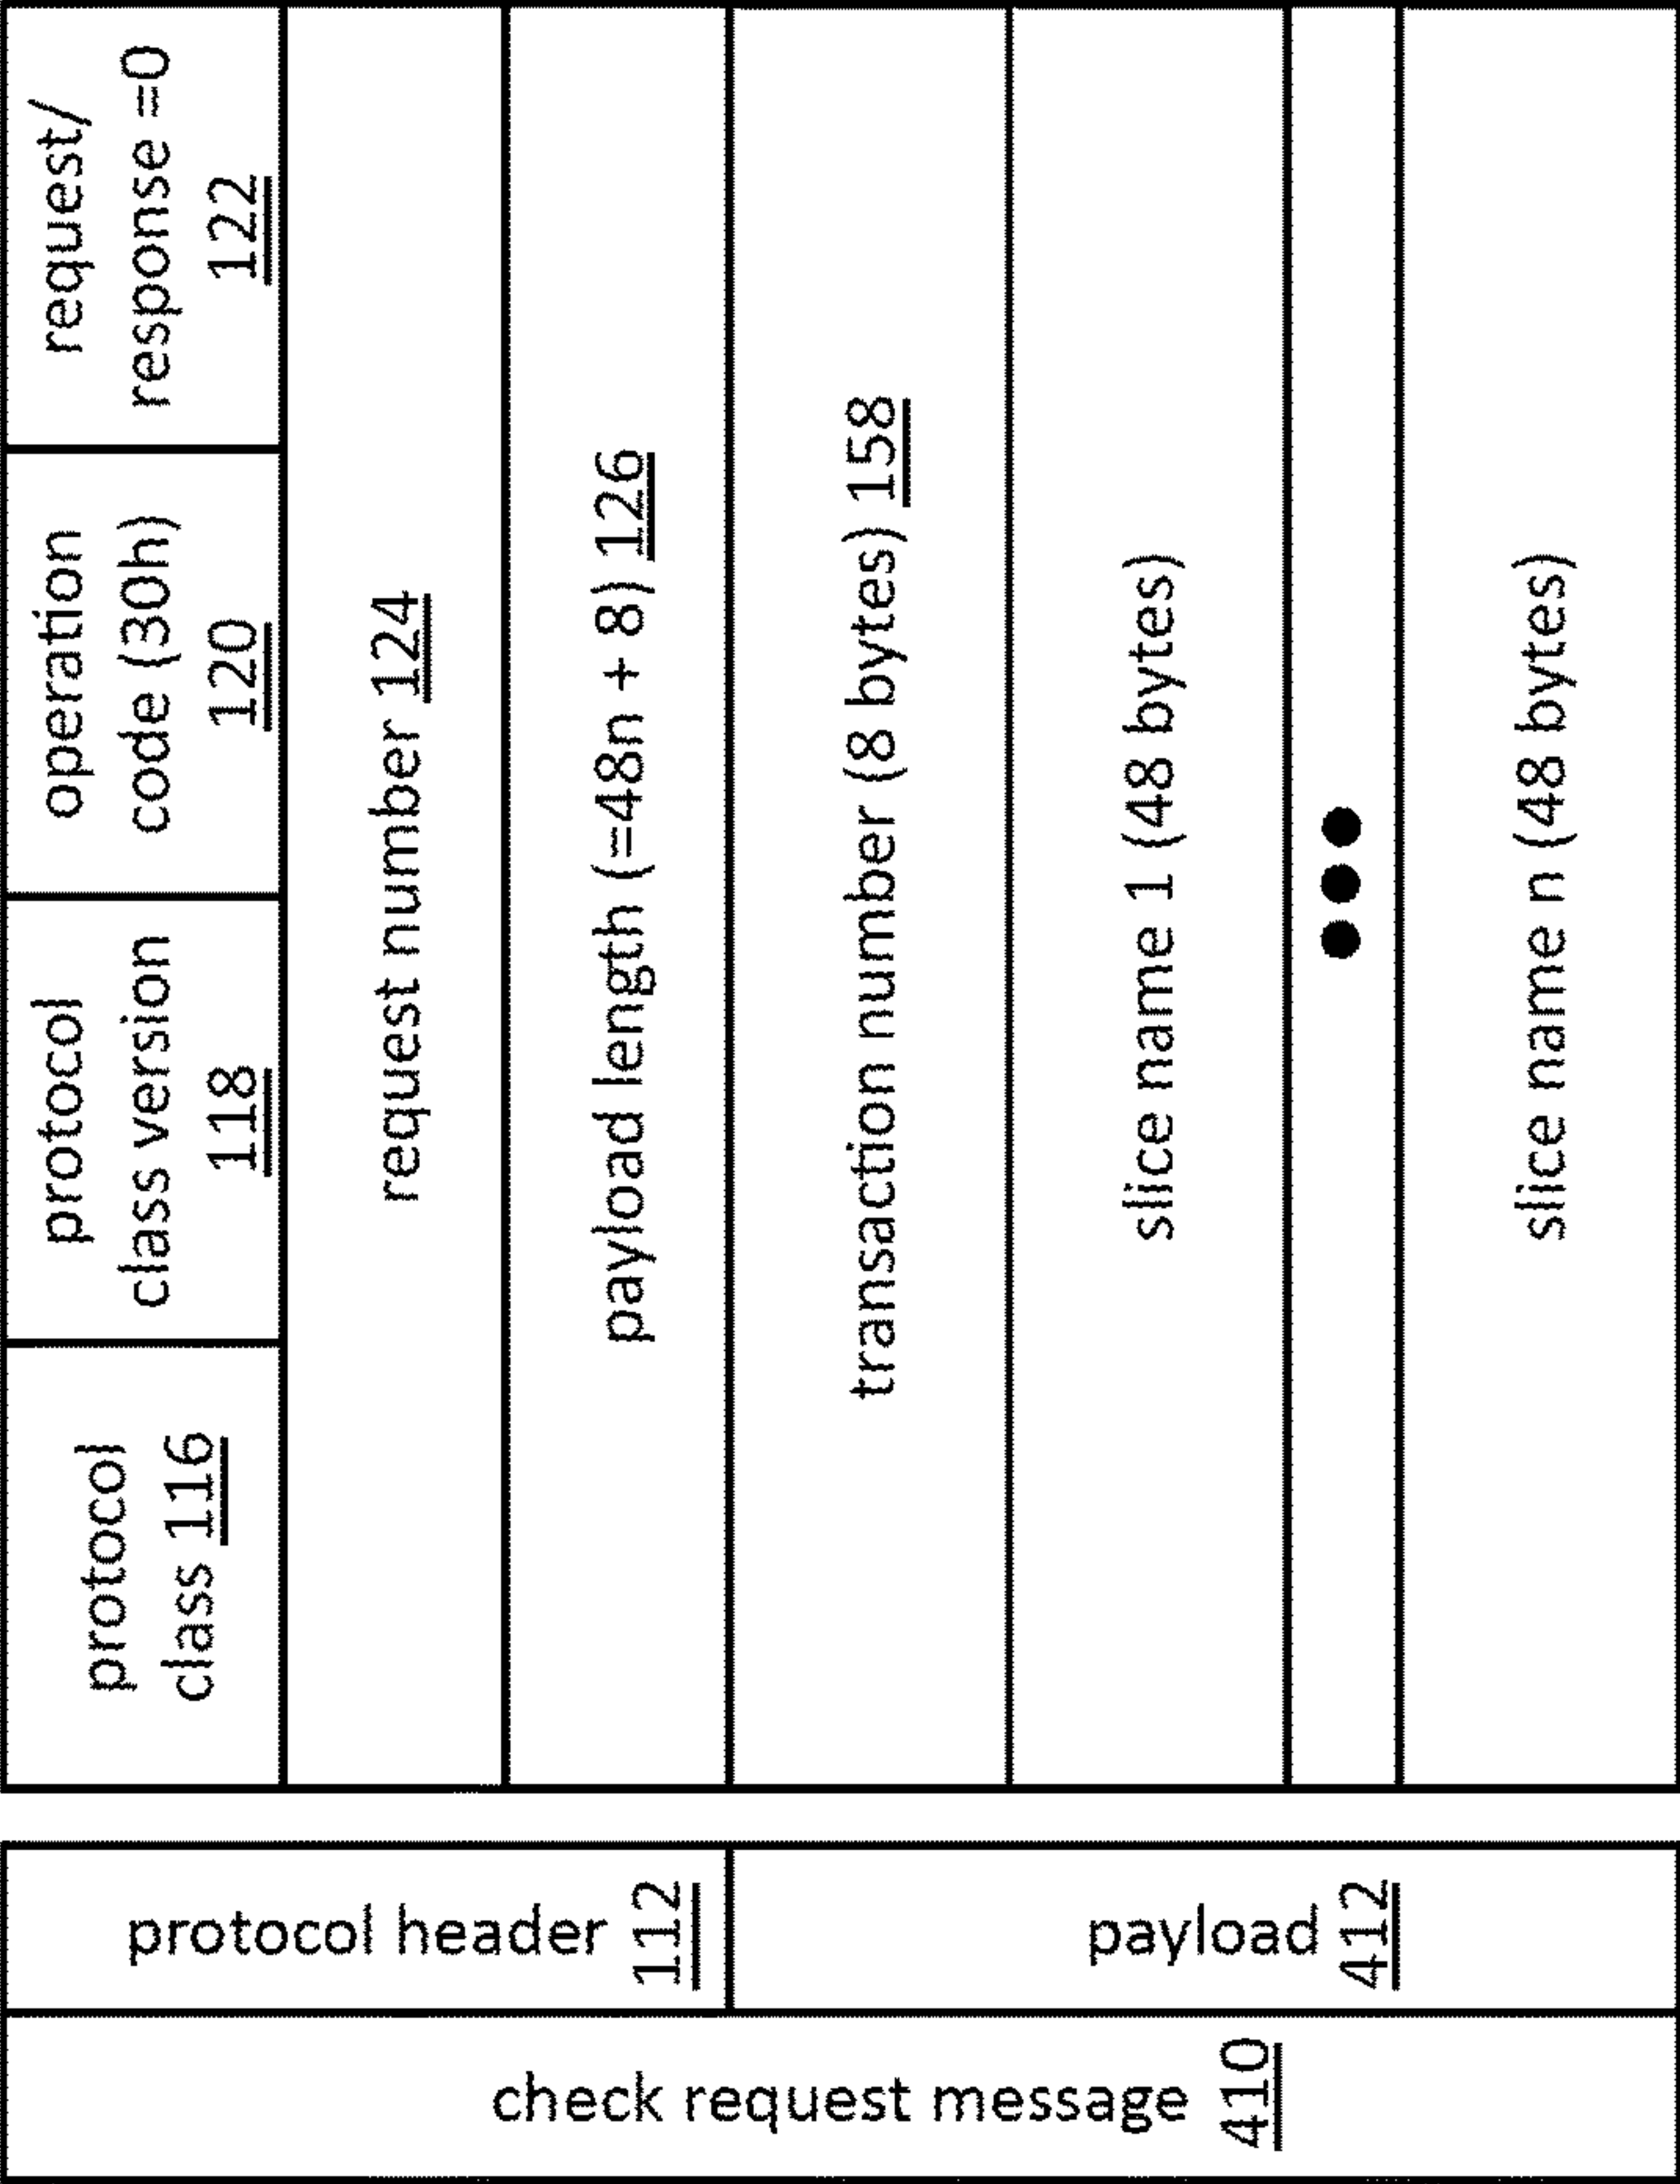 check request message 410
protocol header 112
payload 412
protocol
class 116
protocol
class version
118
operation
code (30h)
120
request/
response =0
122
request number 124
payload length (=48n + 8) 126
transaction number (8 bytes) 158
slice name 1 (48 bytes)
slice name n (48 bytes)